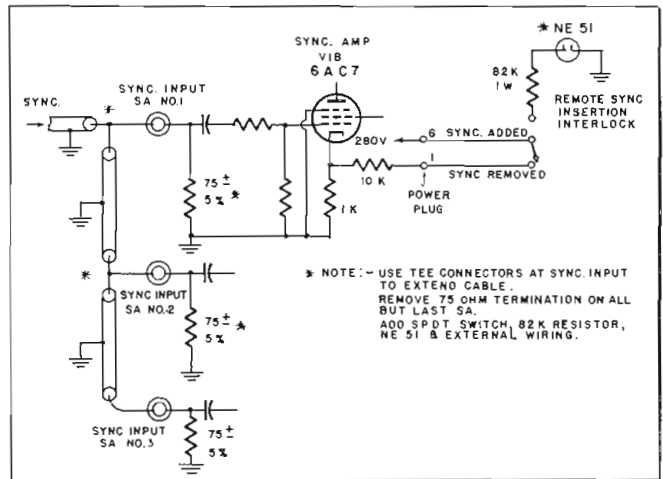 * NE 51
SYNC. AMP
V1B
6AC7
SYNC. INPUT
SA NO.1
82K
1W
SYNC.
*
REMOTE SYNC
INSERTION
INTERLOCK
280V
6 SYNC. ADDED
1
SYNC REMOVED
10 K
POWER
PLUG
75 ±
5% *
1K
*
SYNC INPUT
SA NO.2
75 ± *
5%
* NOTE:- USE TEE CONNECTORS AT SYNC. INPUT
TO EXTEND CABLE.
REMOVE 75 OHM TERMINATION ON ALL
BUT LAST SA.
ADD SPDT SWITCH, 82K RESISTOR,
NE 51 & EXTERNAL WIRING.
SYNC INPUT
SA NO.3
75 ±
5%